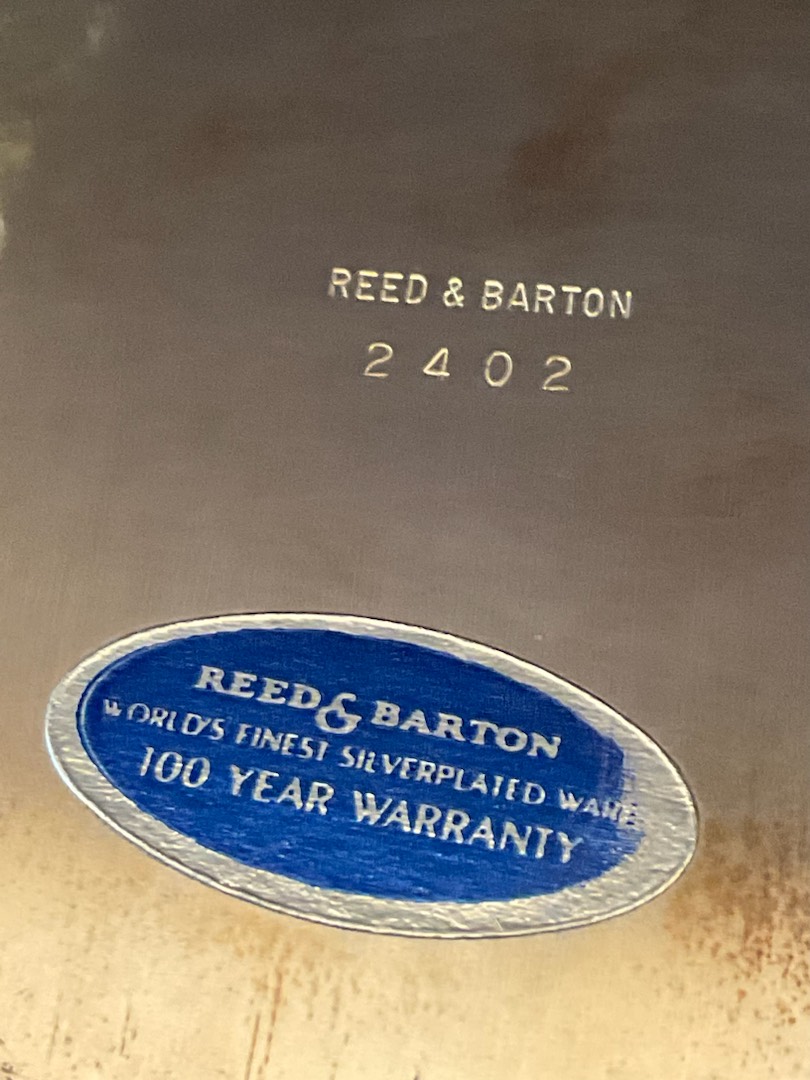 REED & BARTON
2402
REED & BARTON
WORLD'S FINEST SILVERPLATED WARE
100 YEAR WARRANTY